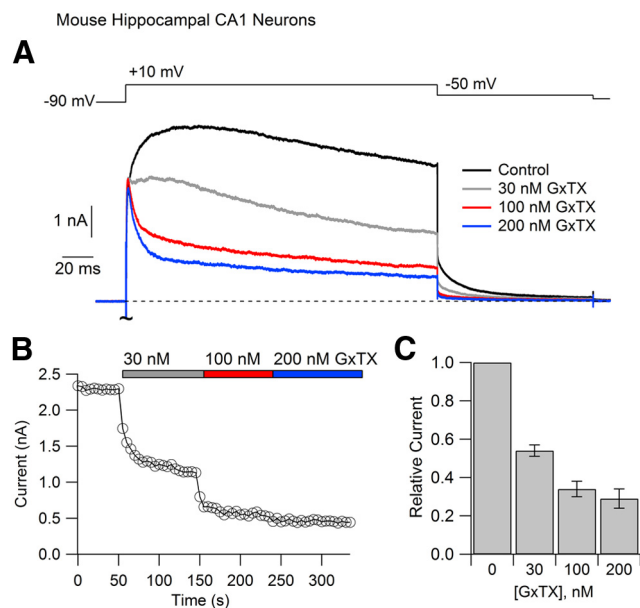 Mouse Hippocampal CA1 Neurons
A
+10 mV
-50 mV
-90 mV
Control
30 nM GxTX
100 nM GxTX
200 nM GxTX
1 nA
20 ms
B
30 nM
100 nM
200 nM GxTX
2.5
2.0
1.5
1.0
0.5
0.0
Current (nA)
0
50
100
150
200
250
300
Time (s)
C
1.0
0.8
0.6
0.4
0.2
0.0
Relative Current
0
30
100
200
[GxTX], nM